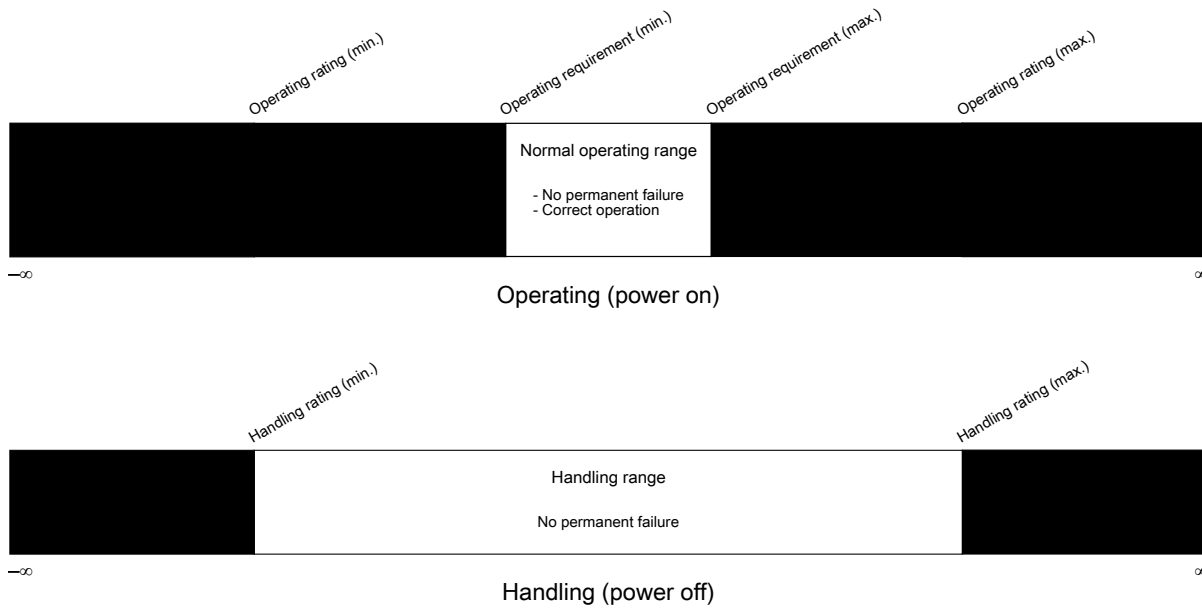 Operating rating (min.)
Operating requirement (min.)
Operating requirement (max.)
Operating rating (max.)
Normal operating range
- No permanent failure
- Correct operation
–∞
∞
Operating (power on)
Handling rating (min.)
Handling rating (max.)
Handling range
No permanent failure
–∞
∞
Handling (power off)